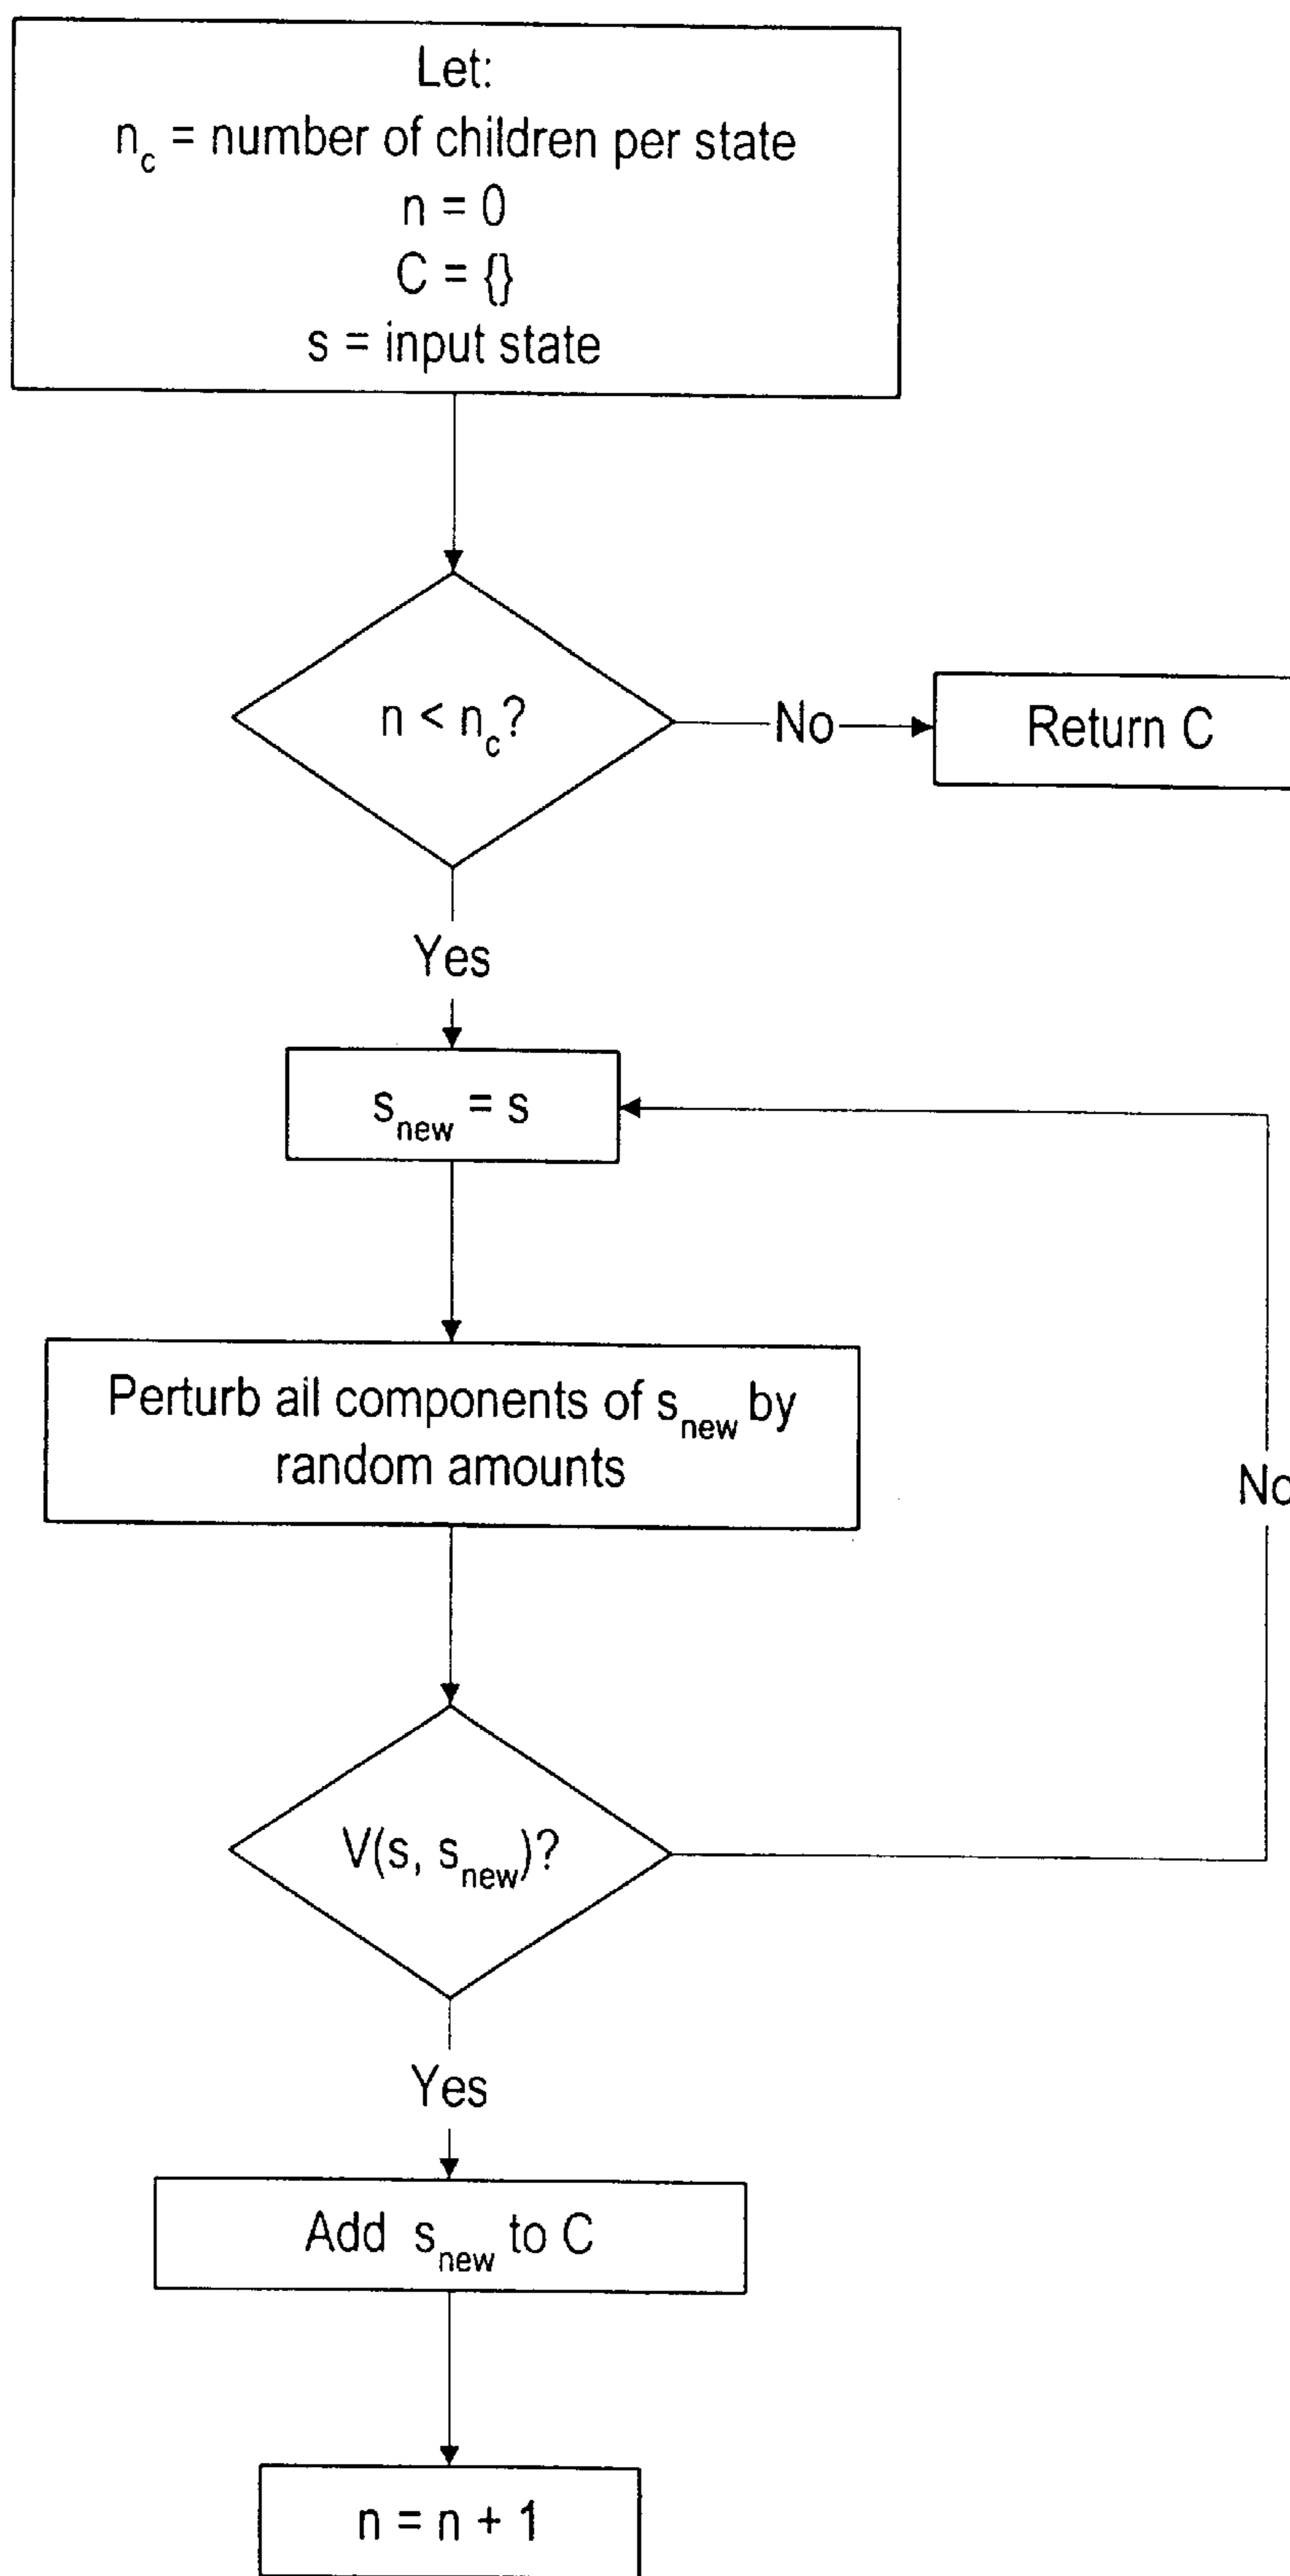 Let:
n_c = number of children per state
n = 0
C = {}
s = input state
n < n_c?
No
Return C
Yes
s_new = s
Perturb all components of s_new by
random amounts
No
V(s, s_new)?
Yes
Add s_new to C
n = n + 1